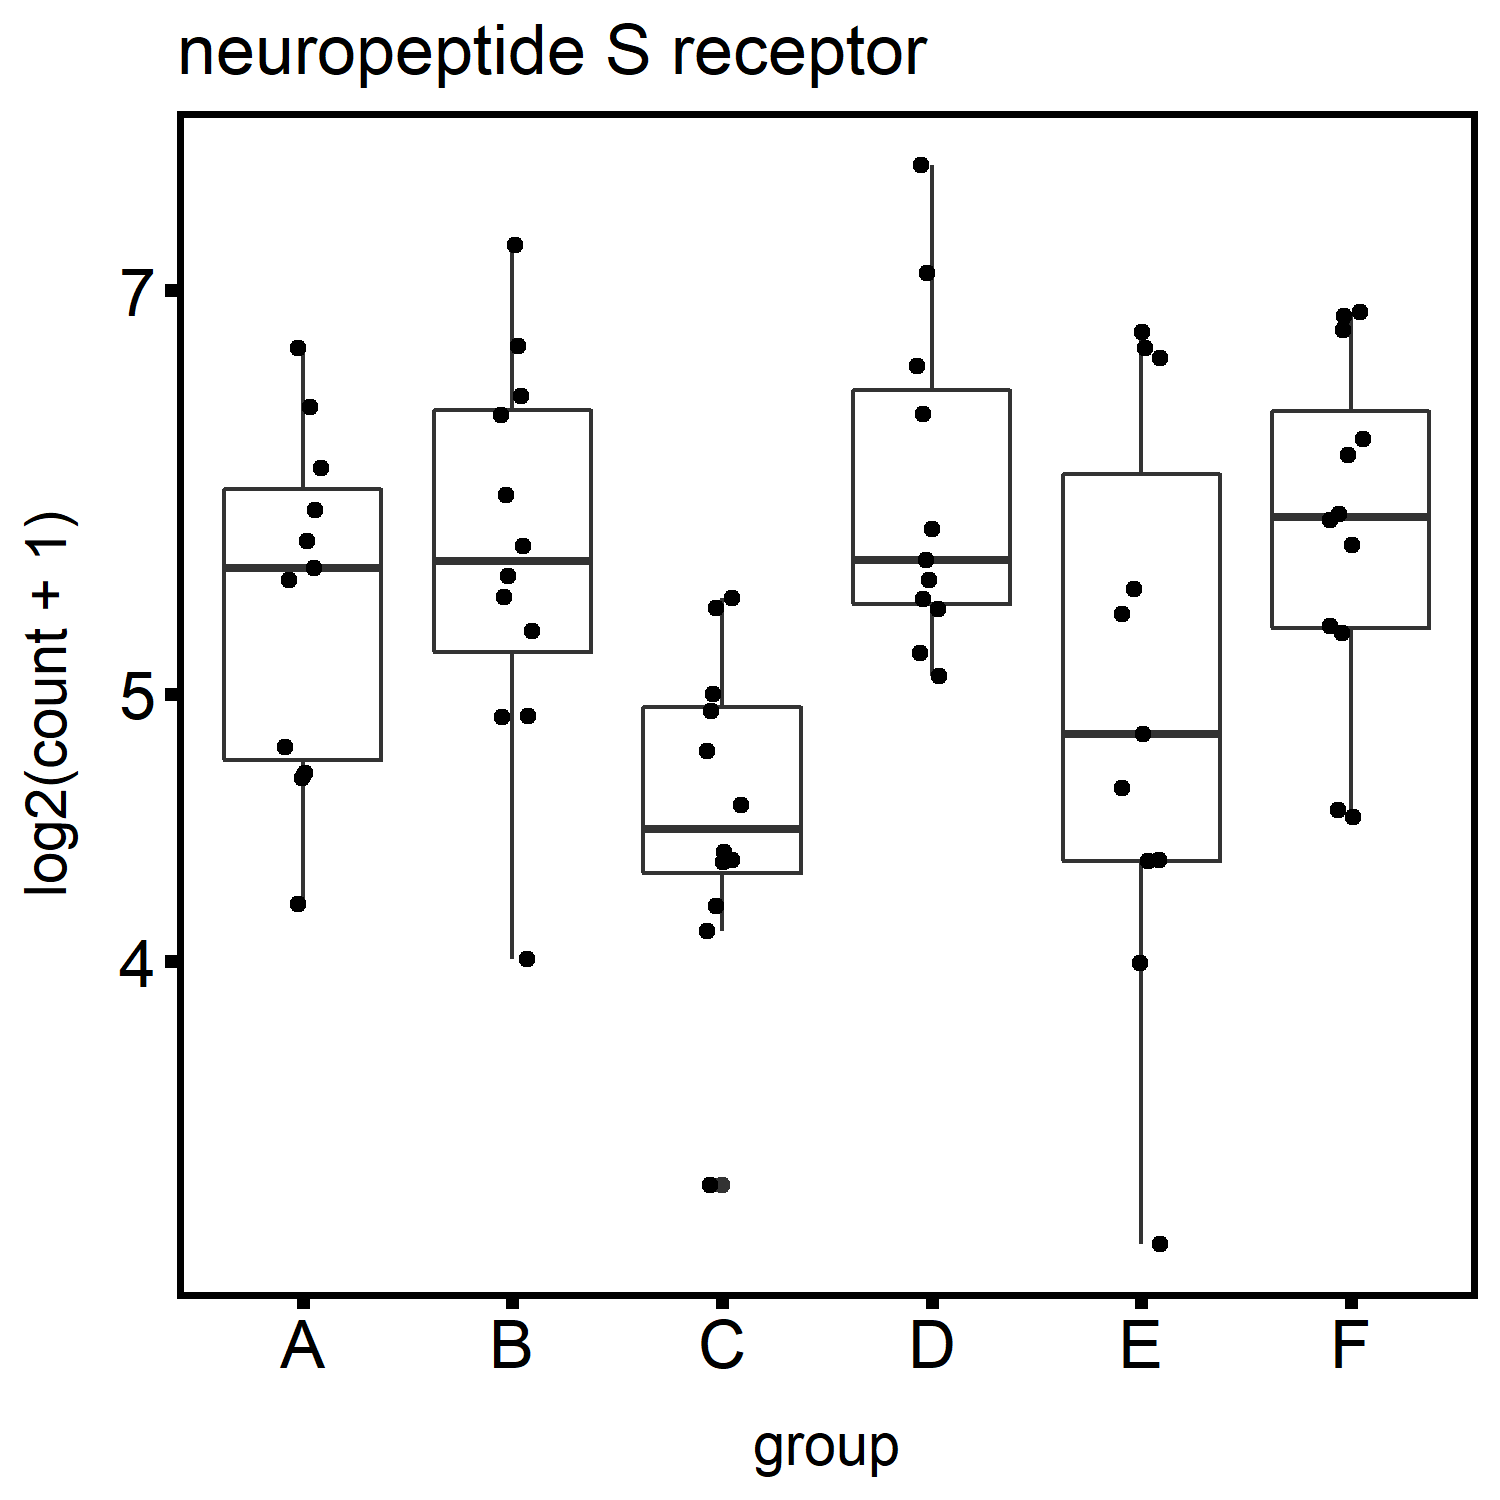 neuropeptide S receptor
log2(count + 1)
7
5
4
A B C D E F
group